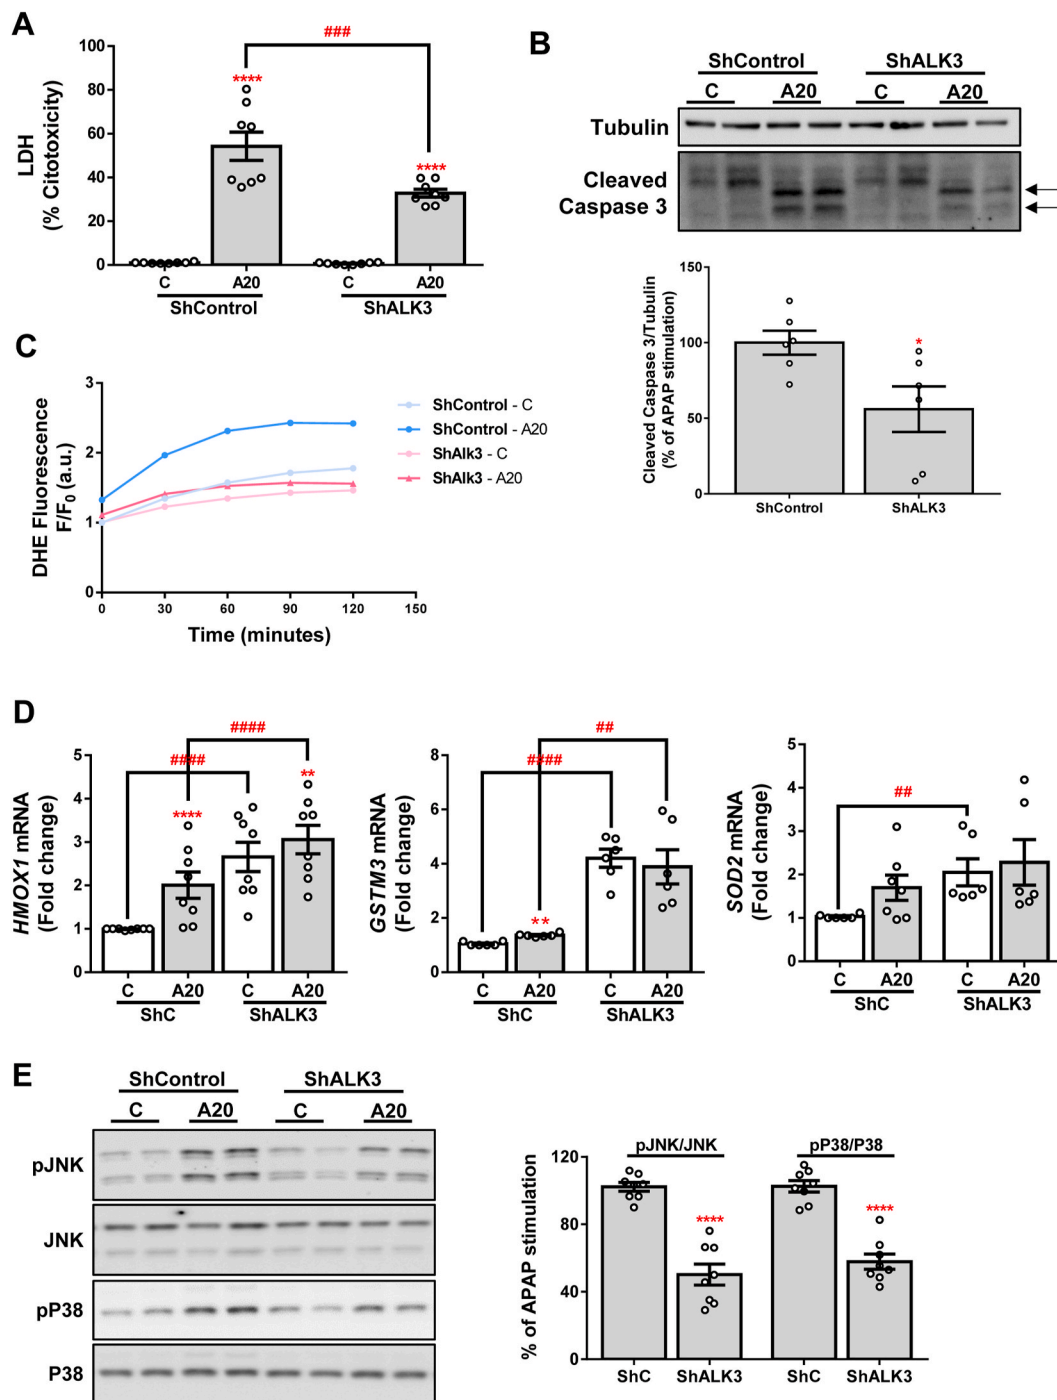 A
LDH
(% Citotoxicity)
100
80
60
40
20
0
****
###
****
C
A20
C
A20
ShControl
ShALK3
B
ShControl
ShALK3
C
A20
C
A20
Tubulin
Cleaved
Caspase 3
Cleaved Caspase 3/Tubulin
(% of APAP stimulation)
150
100
50
0
*
ShControl
ShALK3
C
DHE Fluorescence
F/F0 (a.u.)
3
2
1
0
0
30
60
90
120
150
Time (minutes)
ShControl - C
ShControl - A20
ShAlk3 - C
ShAlk3 - A20
D
HMOX1 mRNA
(Fold change)
5
4
3
2
1
0
####
####
****
**
C
A20
C
A20
ShC
ShALK3
GSTM3 mRNA
(Fold change)
8
6
4
2
0
##
####
**
C
A20
C
A20
ShC
ShALK3
SOD2 mRNA
(Fold change)
5
4
3
2
1
0
##
C
A20
C
A20
ShC
ShALK3
E
ShControl
ShALK3
C
A20
C
A20
pJNK
JNK
pP38
P38
% of APAP stimulation
120
80
40
0
pJNK/JNK
pP38/P38
****
****
ShC
ShALK3
ShC
ShALK3